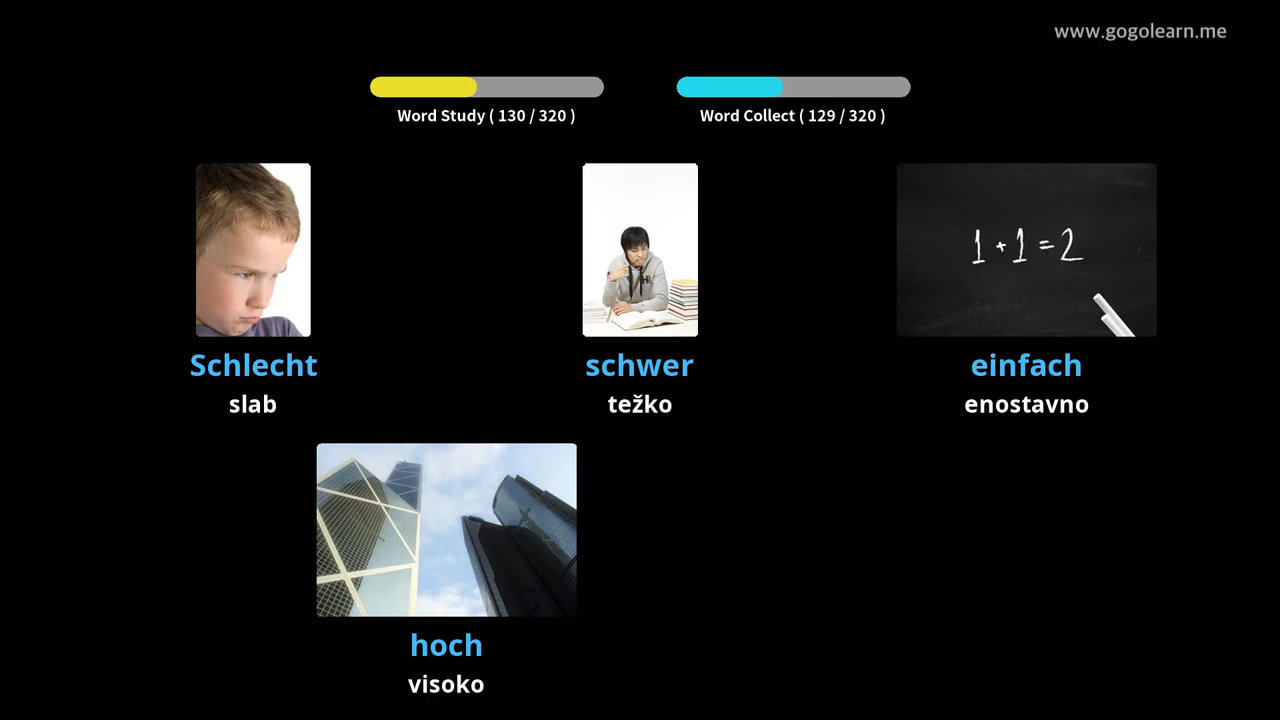 www.gogolearn.me
Word Study ( 130 / 320 )
Word Collect ( 129 / 320 )
1 + 1 = 2
Schlecht
slab
schwer
težko
einfach
enostavno
hoch
visoko